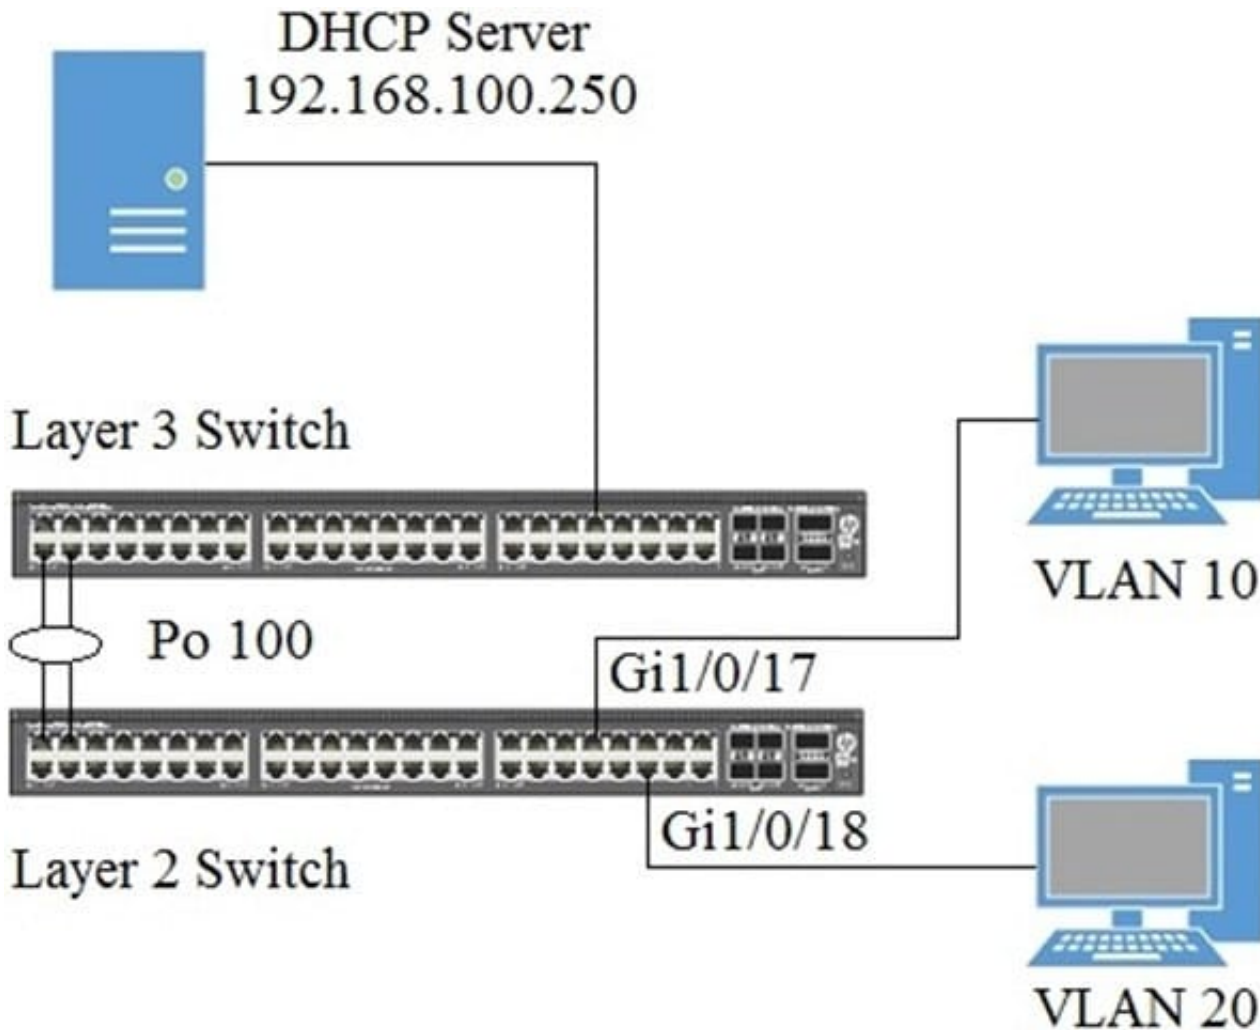 DHCP Server
192.168.100.250
Layer 3 Switch
VLAN 10
Po 100
Gi1/0/17
Gi1/0/18
Layer 2 Switch
VLAN 20